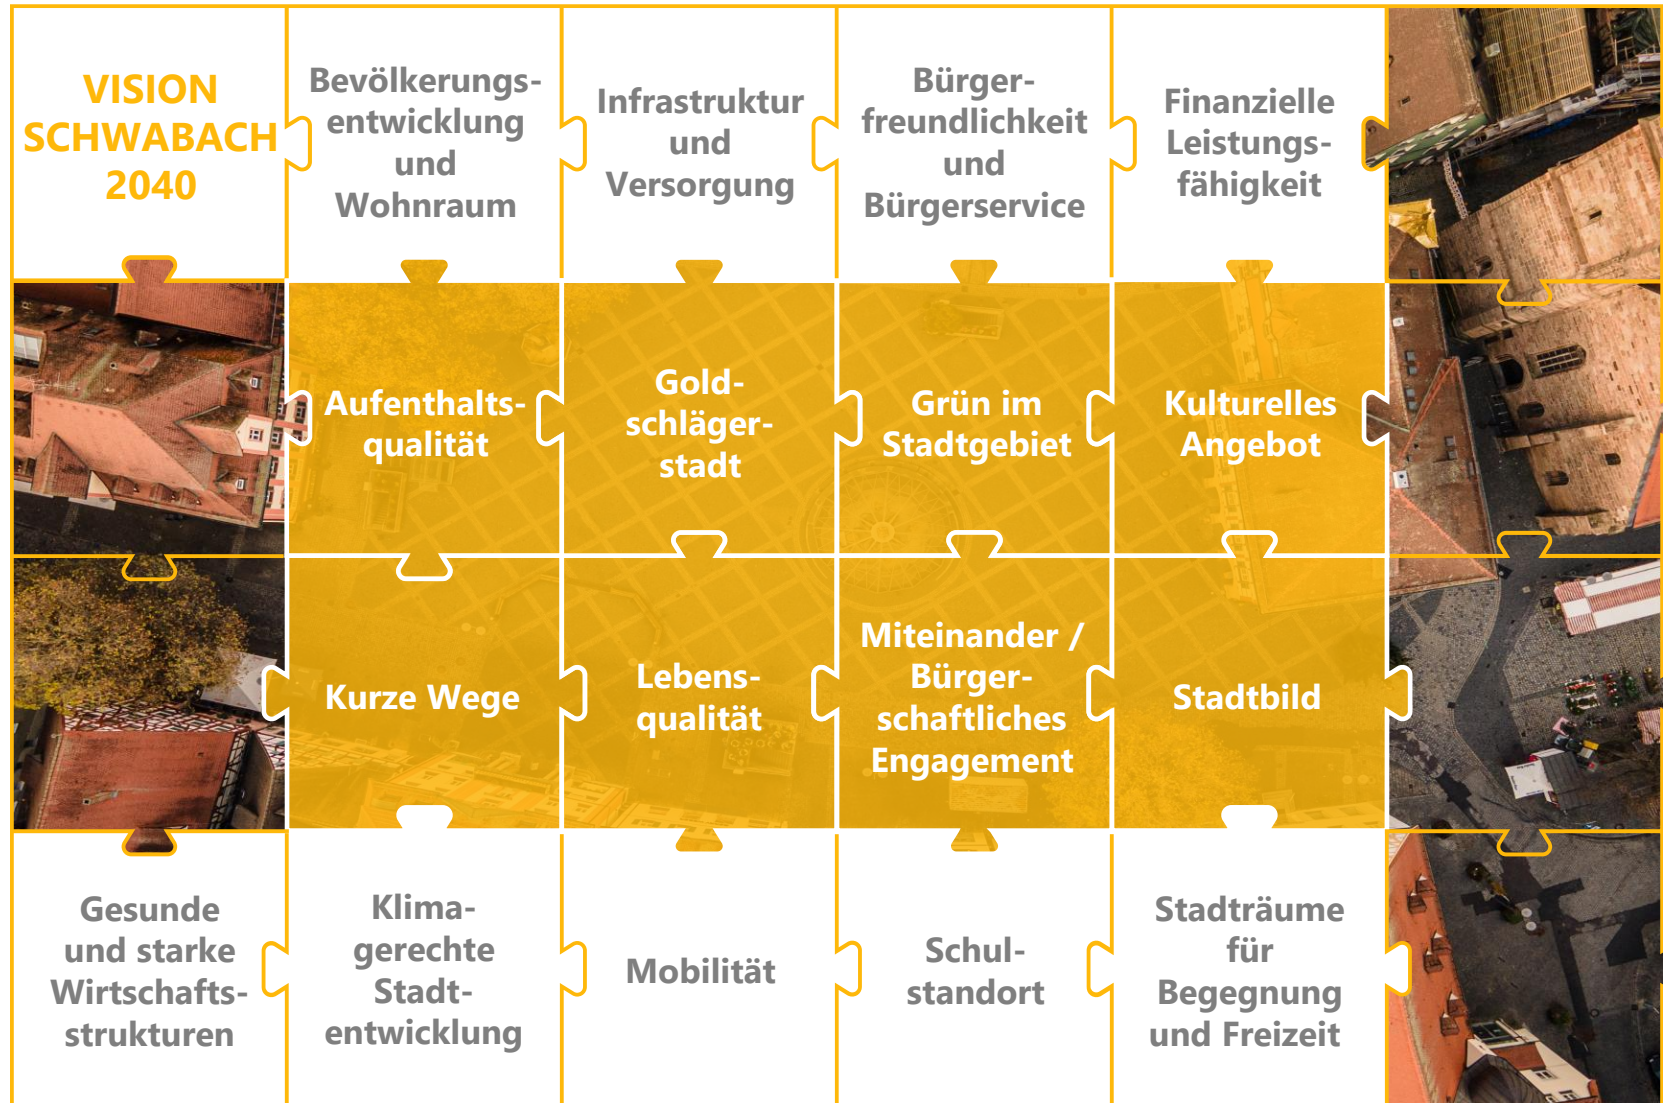 VISION
SCHWABACH
2040
Bevölkerungs-
entwicklung
und
Wohnraum
Infrastruktur
und
Versorgung
Bürger-
freundlichkeit
und
Bürgerservice
Finanzielle
Leistungs-
fähigkeit
Aufenthalts-
qualität
Gold-
schläger-
stadt
Grün im
Stadtgebiet
Kulturelles
Angebot
Kurze Wege
Lebens-
qualität
Miteinander /
Bürger-
schaftliches
Engagement
Stadtbild
Gesunde
und starke
Wirtschafts-
strukturen
Klima-
gerechte
Stadt-
entwicklung
Mobilität
Schul-
standort
Stadträume
für
Begegnung
und Freizeit